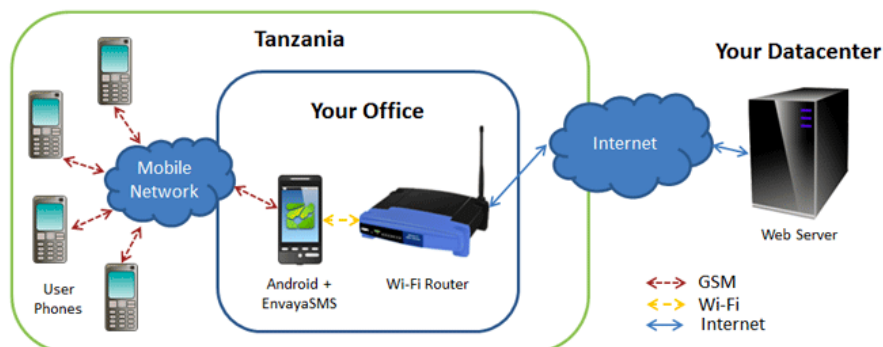 Tanzania
Your Datacenter
Your Office
Mobile
Network
Internet
User
Phones
Android +
EnvayaSMS
Wi-Fi Router
Web Server
GSM
Wi-Fi
Internet